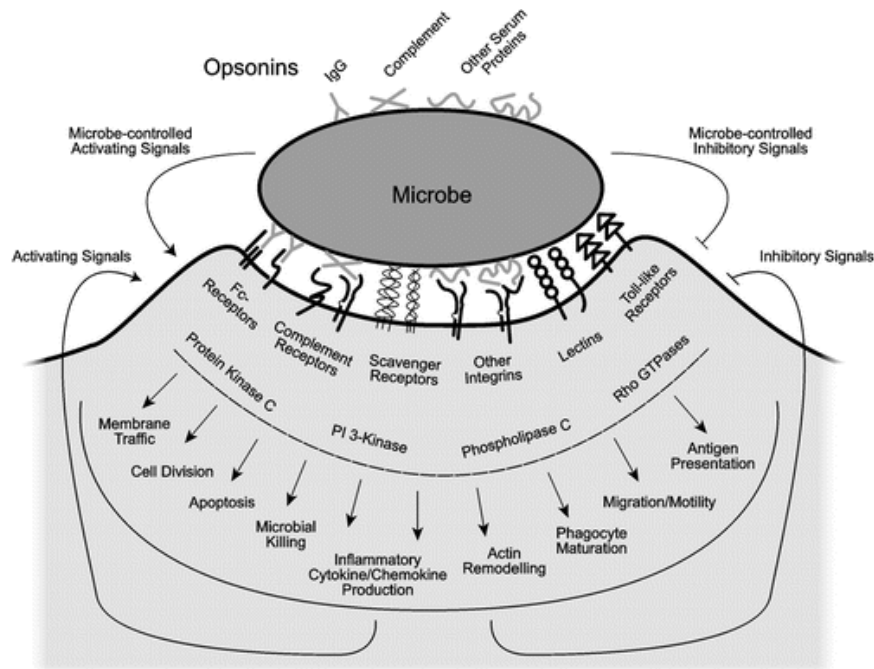 Opsonins
IgG
Complement
Other Serum
Proteins
Microbe-controlled
Activating Signals
Microbe-controlled
Inhibitory Signals
Microbe
Activating Signals
Inhibitory Signals
Fc-
Receptors
Complement
Receptors
Scavenger
Receptors
Other
Integrins
Lectins
Toll-like
Receptors
Protein Kinase C
PI 3-Kinase
Phospholipase C
Rho GTPases
Membrane
Traffic
Cell Division
Apoptosis
Microbial
Killing
Inflammatory
Cytokine/Chemokine
Production
Actin
Remodelling
Phagocyte
Maturation
Migration/Motility
Antigen
Presentation